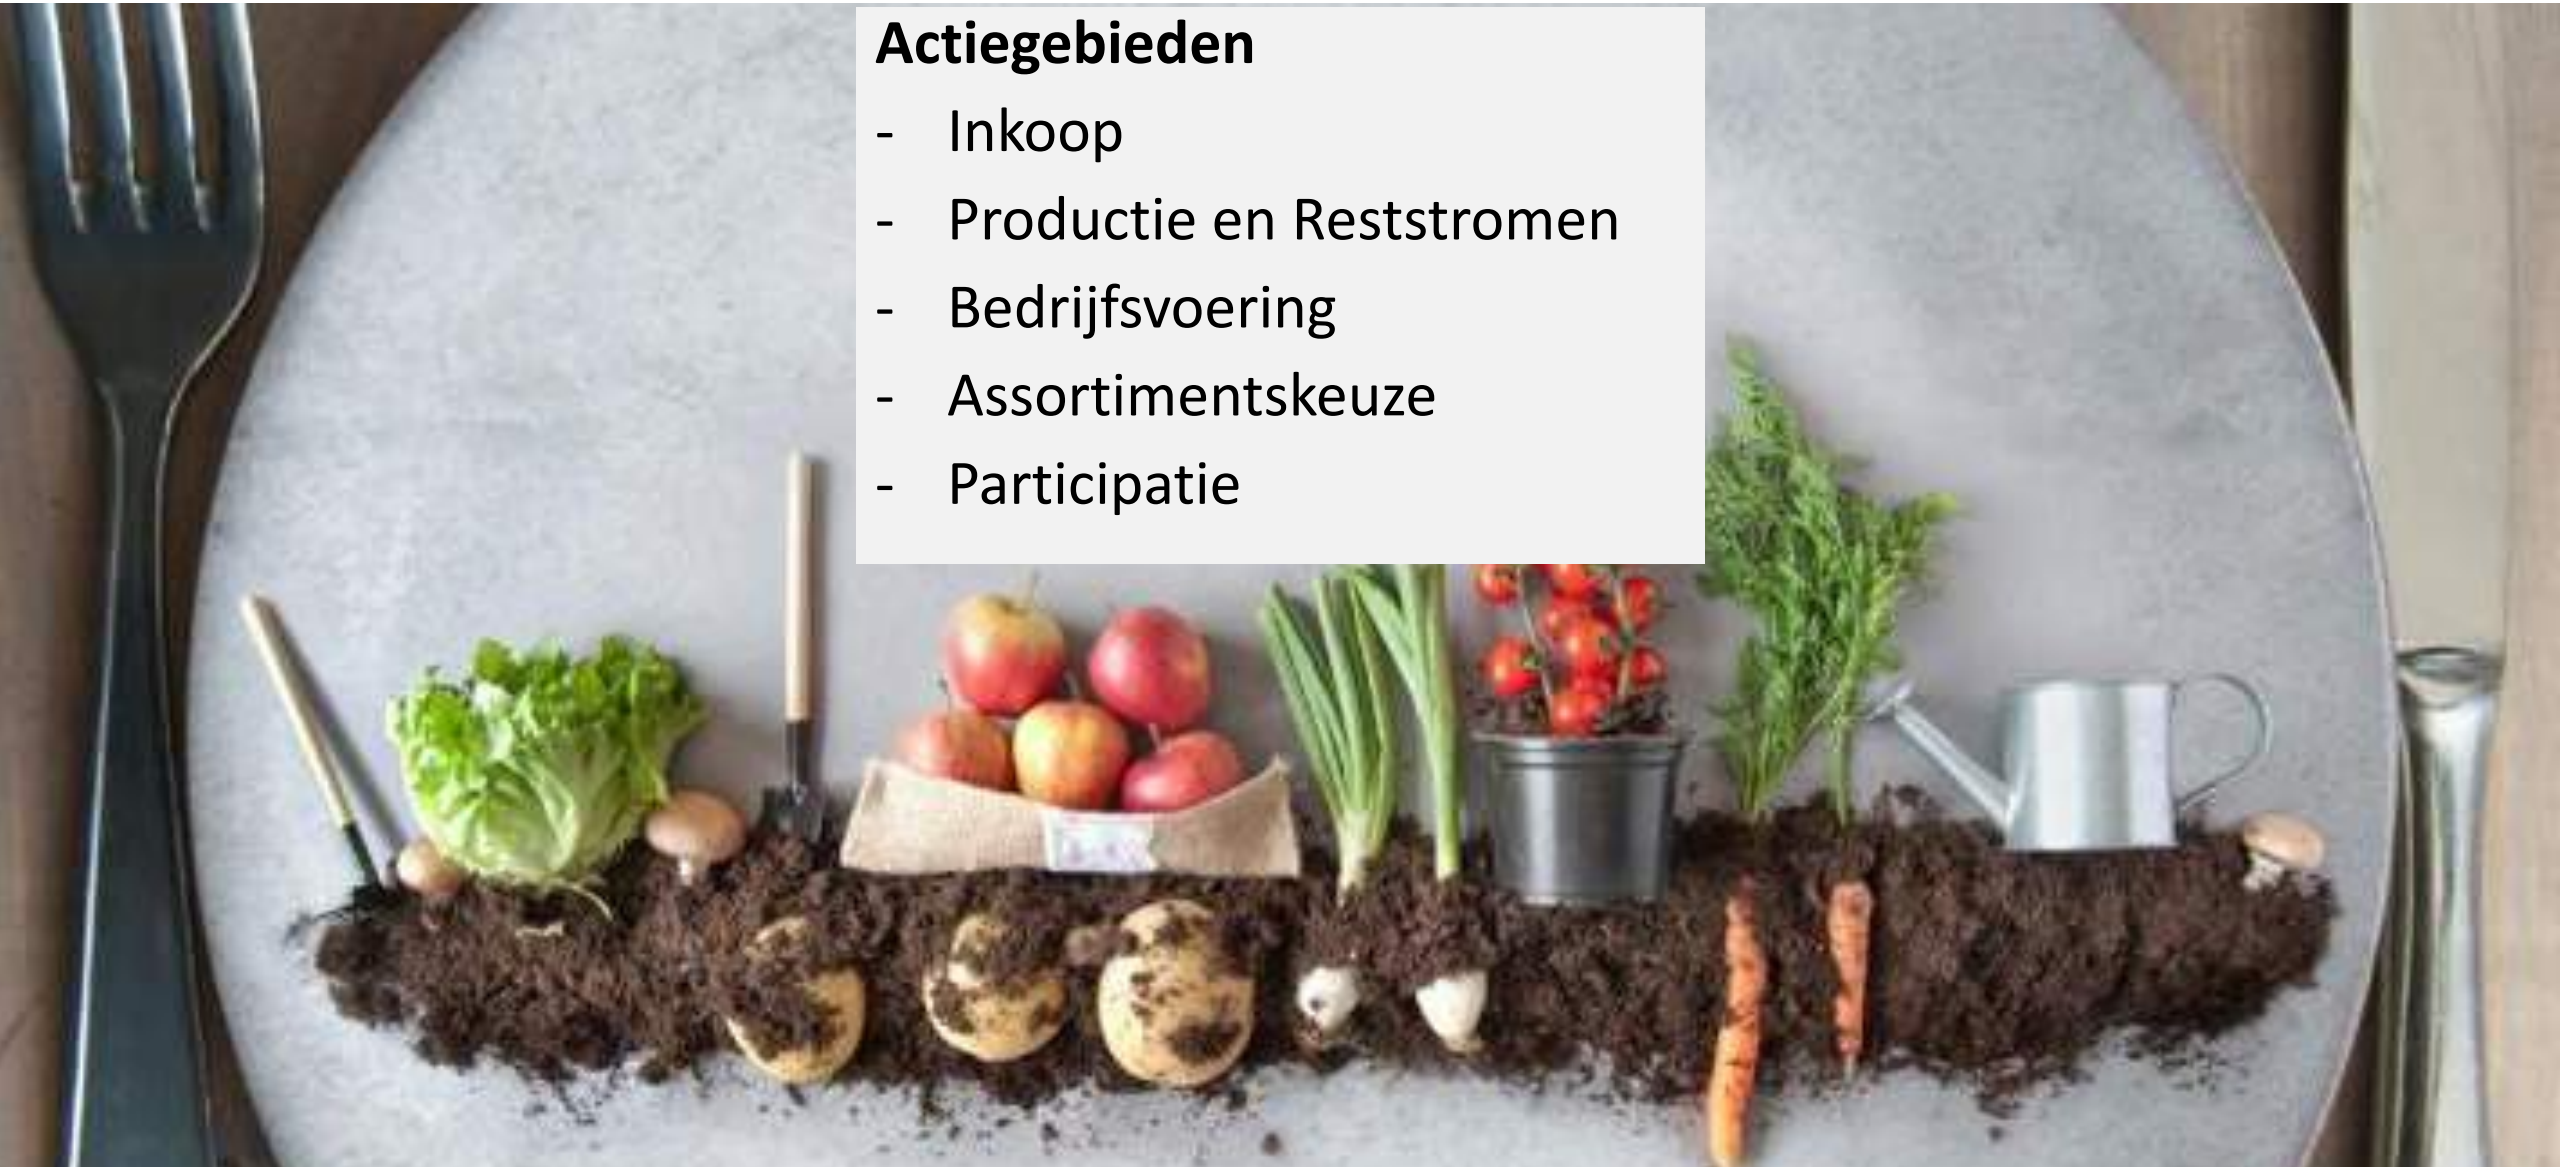 Actiegebieden
- Inkoop
- Productie en Reststromen
- Bedrijfsvoering
- Assortimentskeuze
- Participatie